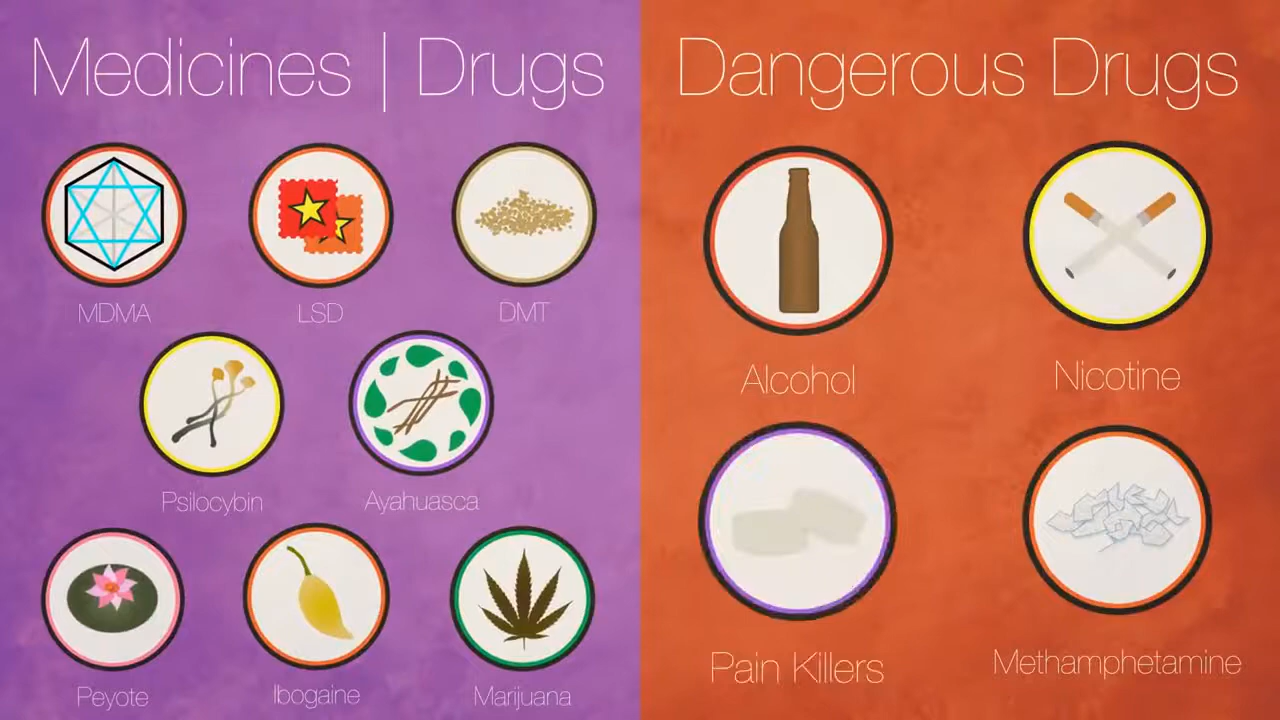 Medicines | Drugs
MDMA
LSD
DMT
Psilocybin
Ayahuasca
Peyote
Ibogaine
Marijuana
Dangerous Drugs
Alcohol
Nicotine
Pain Killers
Methamphetamine